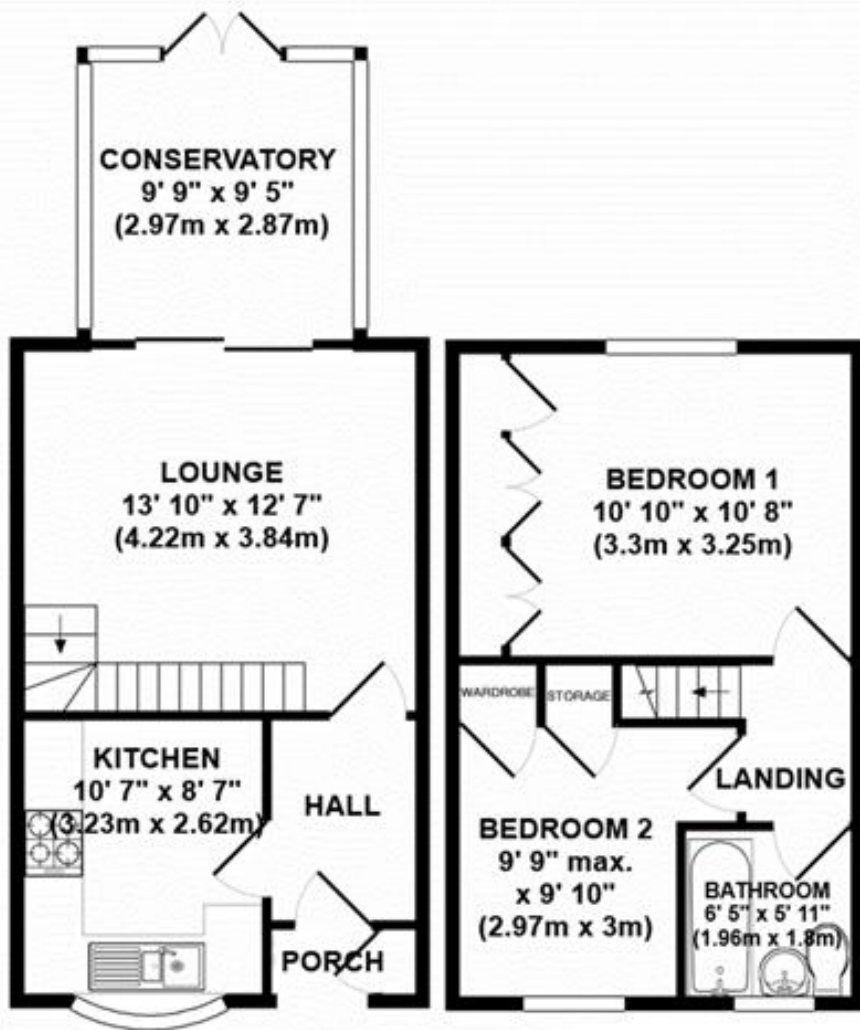 CONSERVATORY
9' 9" x 9' 5"
(2.97m x 2.87m)
LOUNGE
13' 10" x 12' 7"
(4.22m x 3.84m)
KITCHEN
10' 7" x 8' 7"
(3.23m x 2.62m)
HALL
PORCH
BEDROOM 1
10' 10" x 10' 8"
(3.3m x 3.25m)
WARDROBE
STORAGE
LANDING
BEDROOM 2
9' 9" max.
x 9' 10"
(2.97m x 3m)
BATHROOM
6' 5" x 5' 11"
(1.96m x 1.8m)